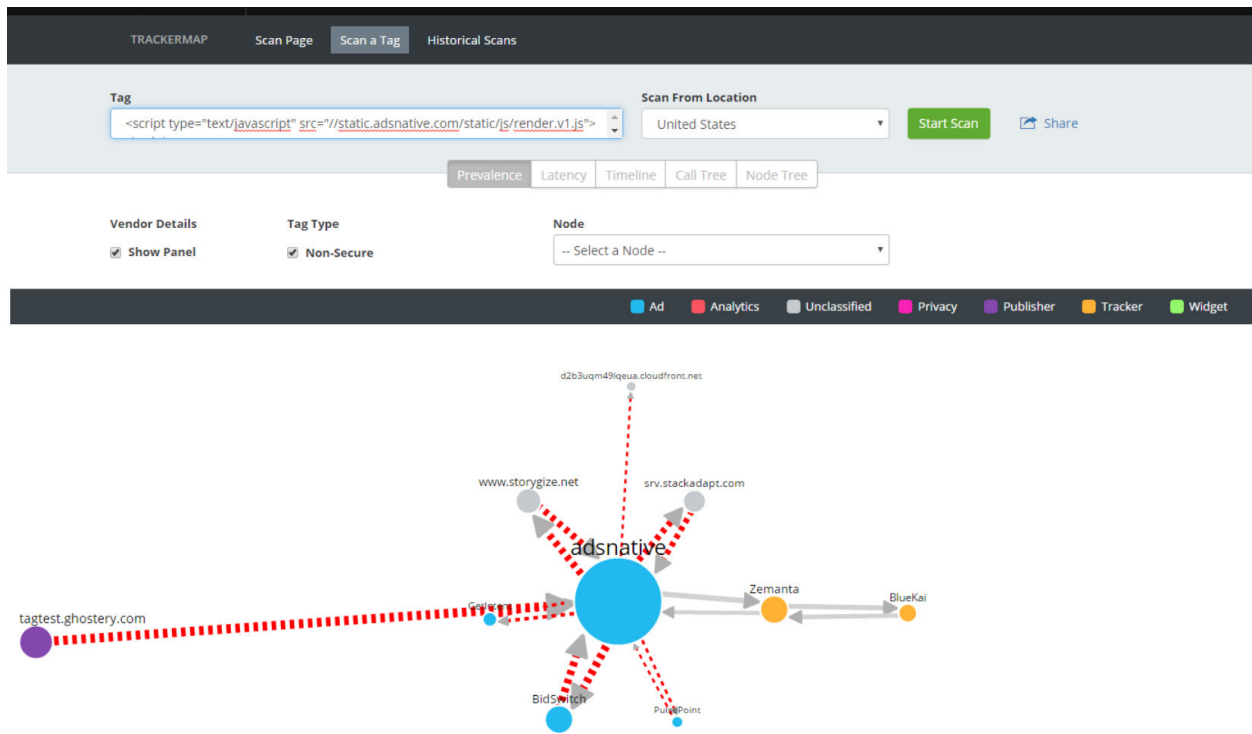 TRACKERMAP Scan Page Scan a Tag Historical Scans
Tag Scan From Location
<script type="text/javascript" src="//static.adsnative.com/static/js/render.v1.js"> United States Start Scan Share
Prevalence Latency Timeline Call Tree Node Tree
Vendor Details Tag Type Node
Show Panel Non-Secure -- Select a Node --
Ad Analytics Unclassified Privacy Publisher Tracker Widget
d2b3uqm49lqeua.cloudfront.net
www.storygize.net srv.stackadapt.com
adsnative
Zemanta
BlueKai
GetIntent
tagtest.ghostery.com
BidSwitch
PulsePoint